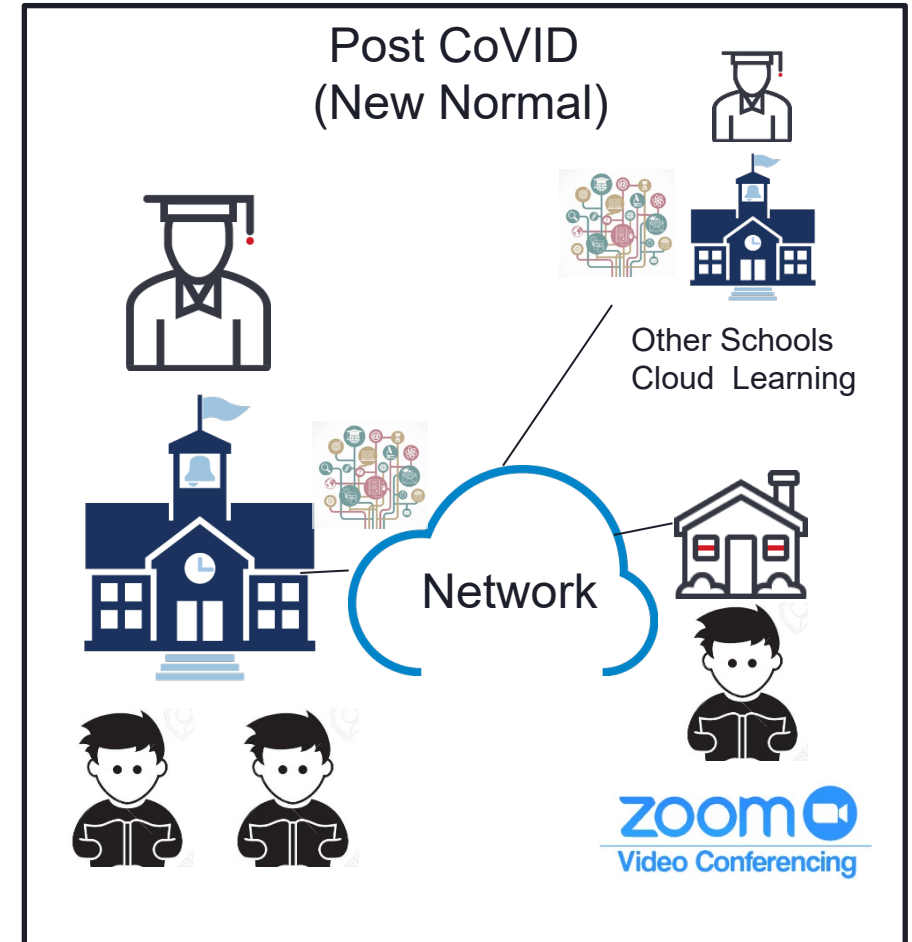 Post CoVID
(New Normal)
Other Schools
Cloud Learning
Network
zoom
Video Conferencing